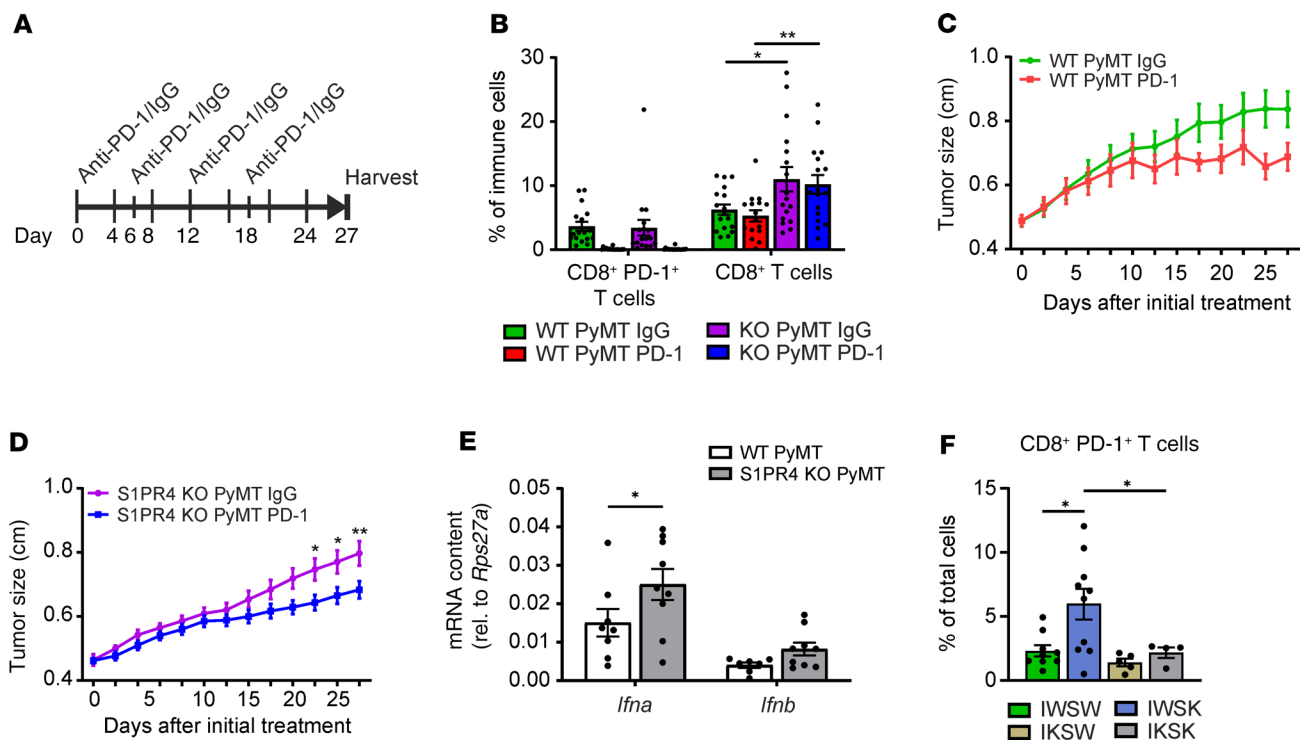 A
Anti-PD-1/IgG
Anti-PD-1/IgG
Anti-PD-1/IgG
Anti-PD-1/IgG
Harvest
Day 0 4 6 8 12 18 20 24 27
B
% of immune cells
30
20
10
0
*
**
CD8⁺ PD-1⁺
T cells
CD8⁺ T cells
WT PyMT IgG
WT PyMT PD-1
KO PyMT IgG
KO PyMT PD-1
C
WT PyMT IgG
WT PyMT PD-1
Tumor size (cm)
1.0
0.8
0.6
0.4
0 5 10 15 20 25
Days after initial treatment
D
S1PR4 KO PyMT IgG
S1PR4 KO PyMT PD-1
Tumor size (cm)
1.0
0.8
0.6
0.4
* * **
0 5 10 15 20 25
Days after initial treatment
E
WT PyMT
S1PR4 KO PyMT
mRNA content
(rel. to Rps27a)
0.05
0.04
0.03
0.02
0.01
0.00
*
Ifna Ifnb
F
CD8⁺ PD-1⁺ T cells
% of total cells
15
10
5
0
*
*
IWSW
IKSW
IWSK
IKSK